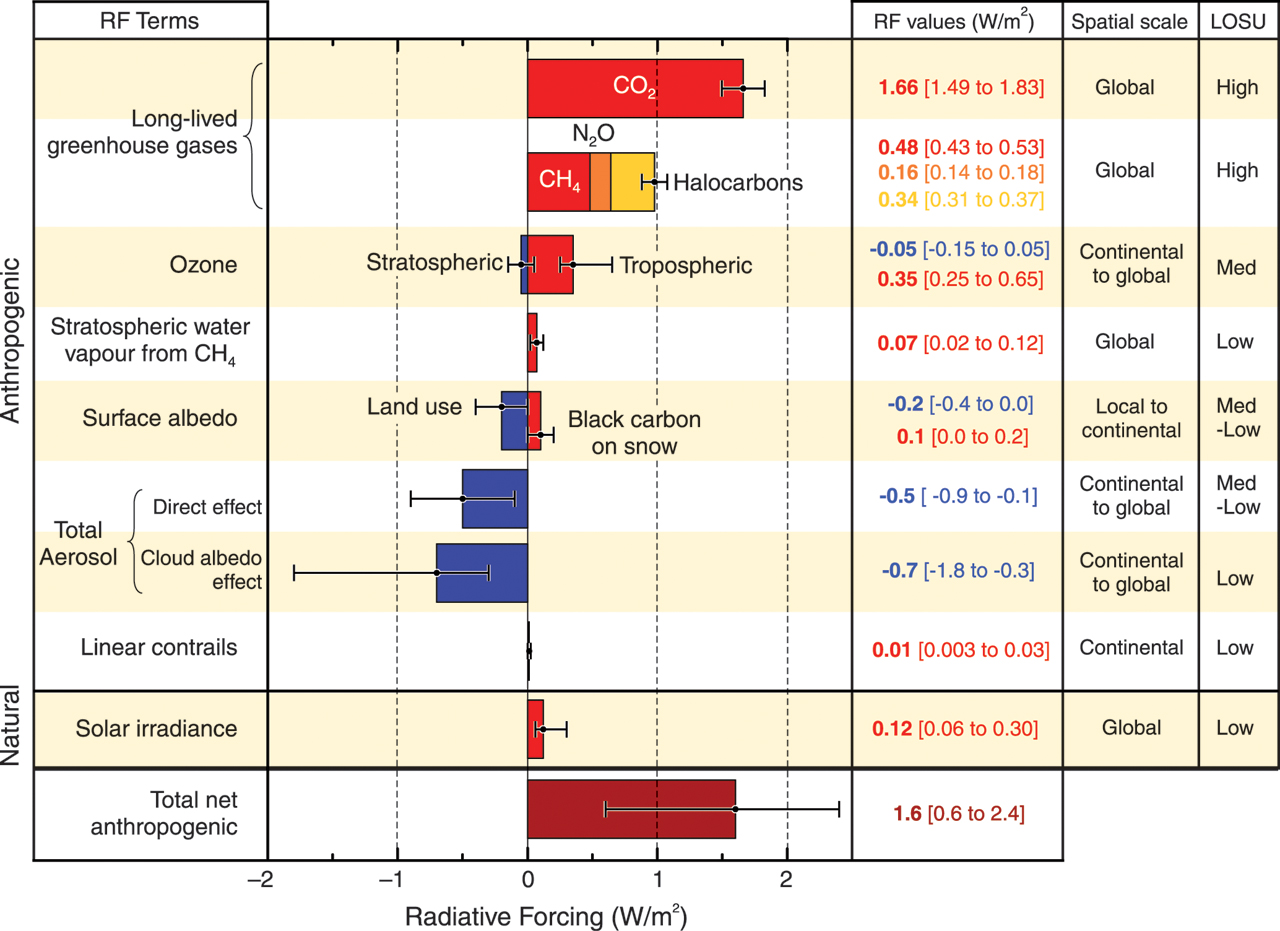 RF Terms
RF values (W/m²)
Spatial scale
LOSU
Anthropogenic
Long-lived
greenhouse gases
CO₂
1.66 [1.49 to 1.83]
Global
High
N₂O
CH₄
Halocarbons
0.48 [0.43 to 0.53]
0.16 [0.14 to 0.18]
0.34 [0.31 to 0.37]
Global
High
Ozone
Stratospheric
Tropospheric
-0.05 [-0.15 to 0.05]
0.35 [0.25 to 0.65]
Continental
to global
Med
Stratospheric water
vapour from CH₄
0.07 [0.02 to 0.12]
Global
Low
Surface albedo
Land use
Black carbon
on snow
-0.2 [-0.4 to 0.0]
0.1 [0.0 to 0.2]
Local to
continental
Med
-Low
Total
Aerosol
Direct effect
-0.5 [ -0.9 to -0.1]
Continental
to global
Med
-Low
Cloud albedo
effect
-0.7 [-1.8 to -0.3]
Continental
to global
Low
Linear contrails
0.01 [0.003 to 0.03]
Continental
Low
Natural
Solar irradiance
0.12 [0.06 to 0.30]
Global
Low
Total net
anthropogenic
1.6 [0.6 to 2.4]
–2 –1 0 1 2
Radiative Forcing (W/m²)